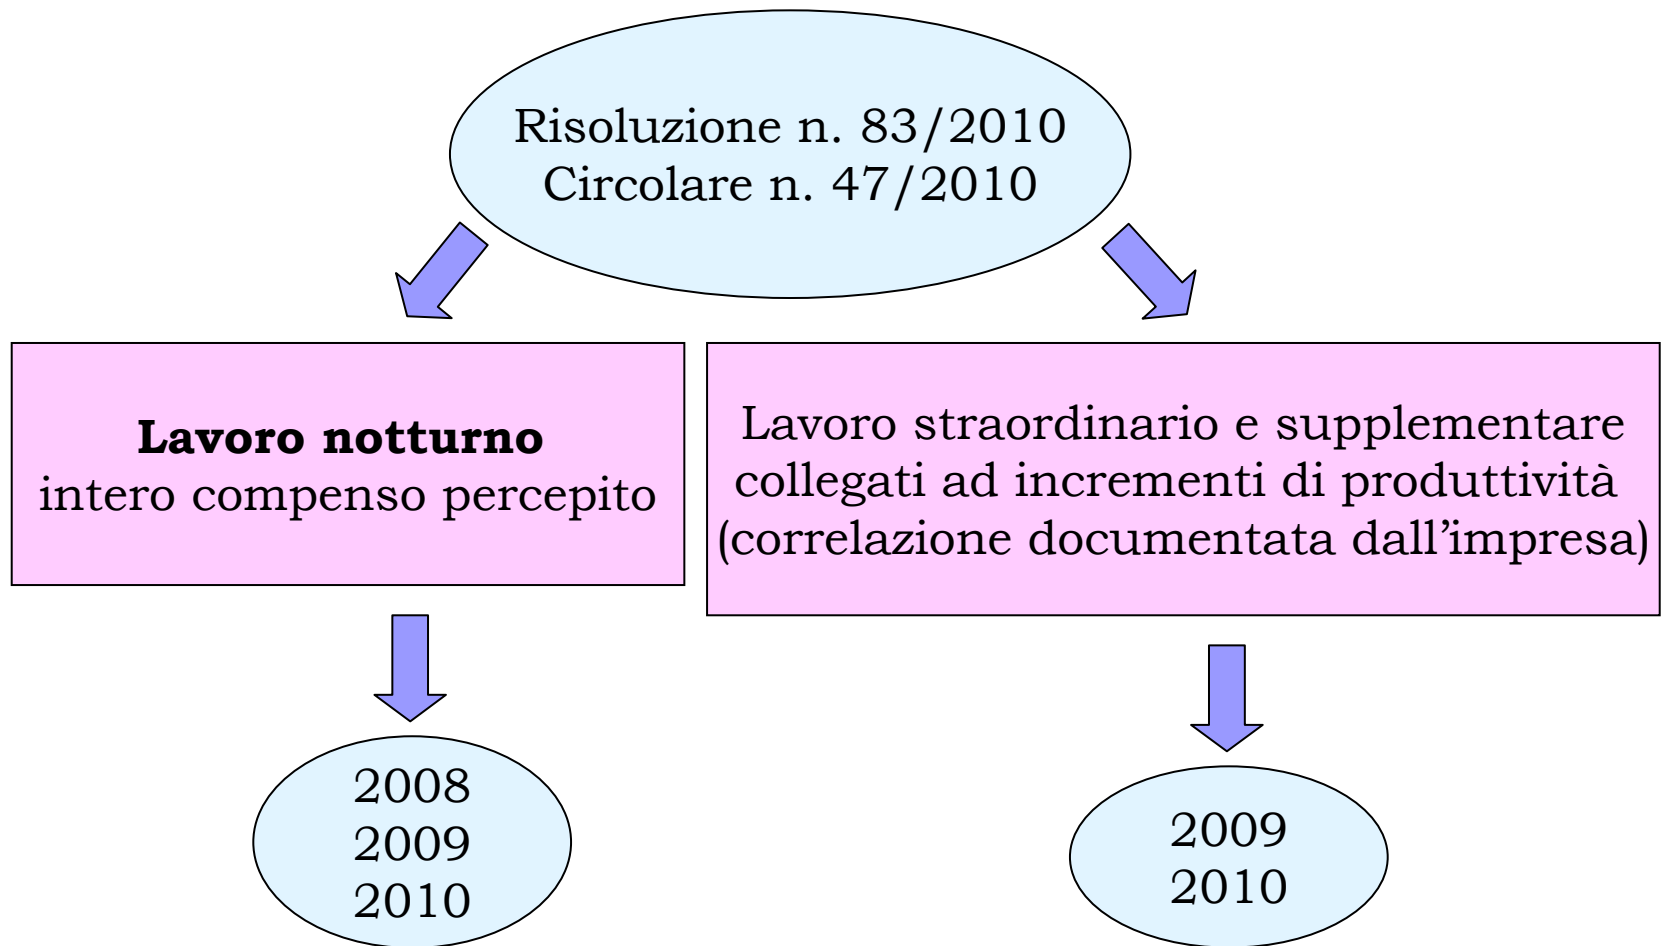 Risoluzione n. 83/2010
Circolare n. 47/2010
Lavoro notturno
intero compenso percepito
Lavoro straordinario e supplementare
collegati ad incrementi di produttività
(correlazione documentata dall’impresa)
2008
2009
2010
2009
2010